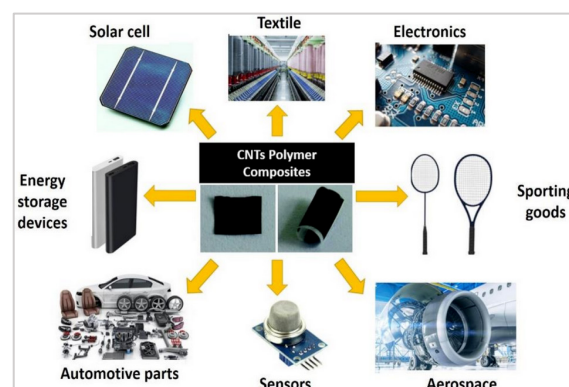 Solar cell
Textile
Electronics
CNTs Polymer
Composites
Energy
storage
devices
Sporting
goods
Automotive parts
Sensors
Aerospace